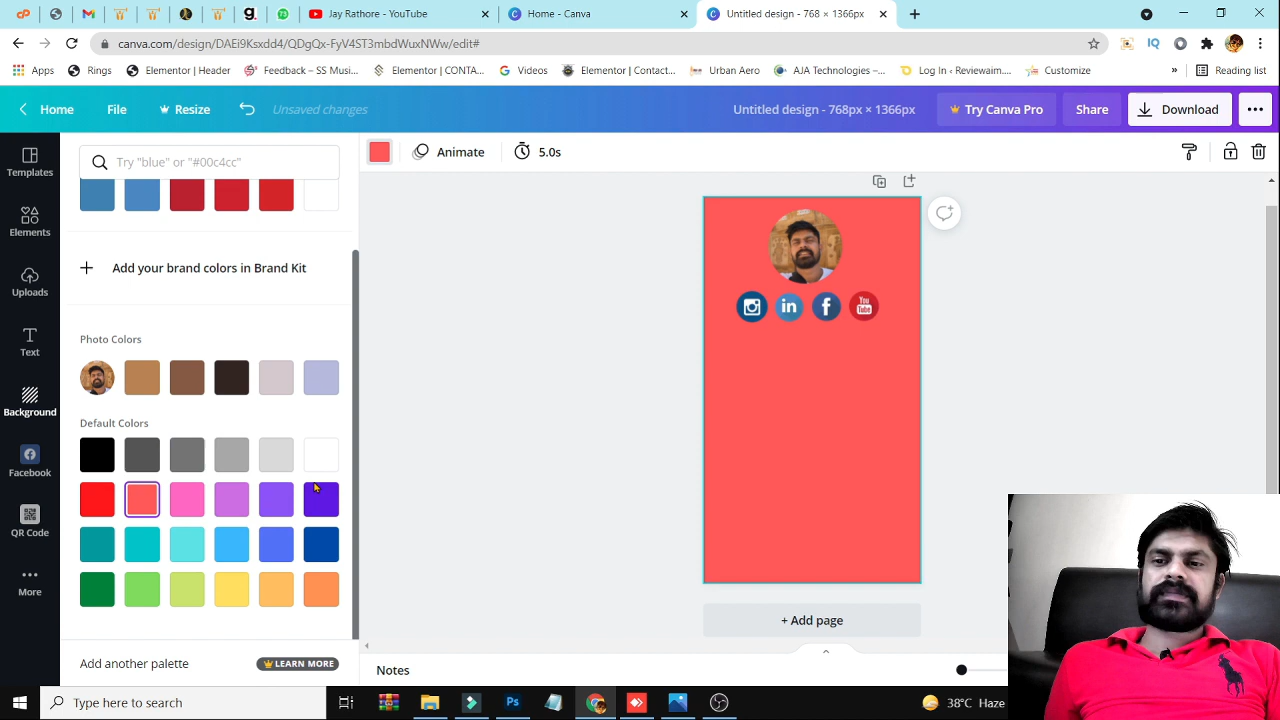 Jay Rathore - YouTube
Home - Canva
Untitled design - 768 × 1366px
canva.com/design/DAEi9Ksxdd4/QDgQx-FyV4ST3mbdWuxNWw/edit#
Apps
Rings
Elementor | Header
Feedback – SS Musi...
Elementor | CONTA...
Videos
Elementor | Contact...
Urban Aero
AJA Technologies –...
Log In ‹ Reviewaim....
Customize
»
Reading list
Home
File
Resize
Unsaved changes
Untitled design - 768px × 1366px
Try Canva Pro
Share
Download
Templates
Elements
Uploads
Text
Background
Facebook
QR Code
More
Try "blue" or "#00c4cc"
Add your brand colors in Brand Kit
Photo Colors
Default Colors
Add another palette
LEARN MORE
Animate
5.0s
in
f
You
Tube
+ Add page
Notes
Type here to search
38°C Haze